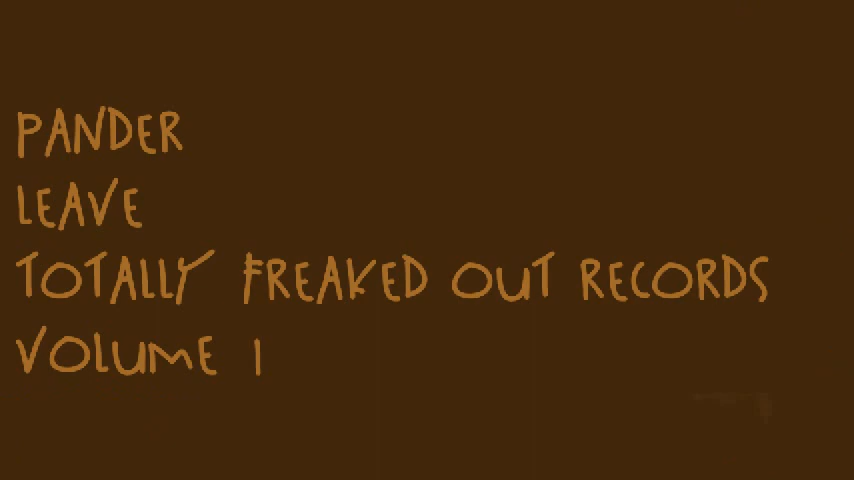 PANDER
LEAVE
TOTALLY FREAKED OUT RECORDS
VOLUME 1